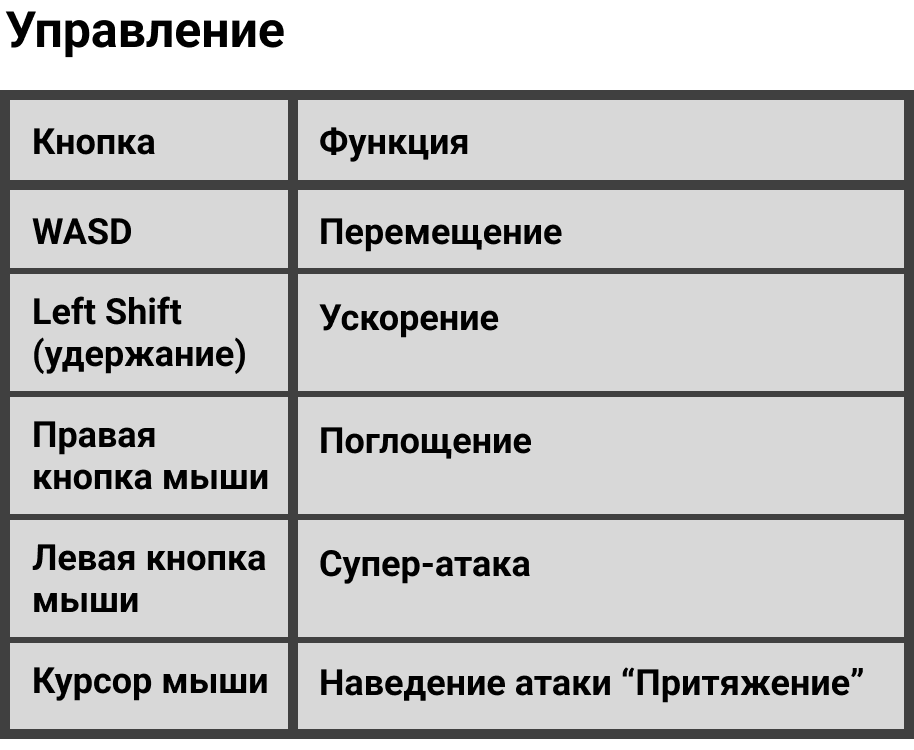 Управление
Кнопка Функция
WASD Перемещение
Left Shift Ускорение
(удержание)
Правая Поглощение
кнопка мыши
Левая кнопка Супер-атака
мыши
Курсор мыши Наведение атаки “Притяжение”